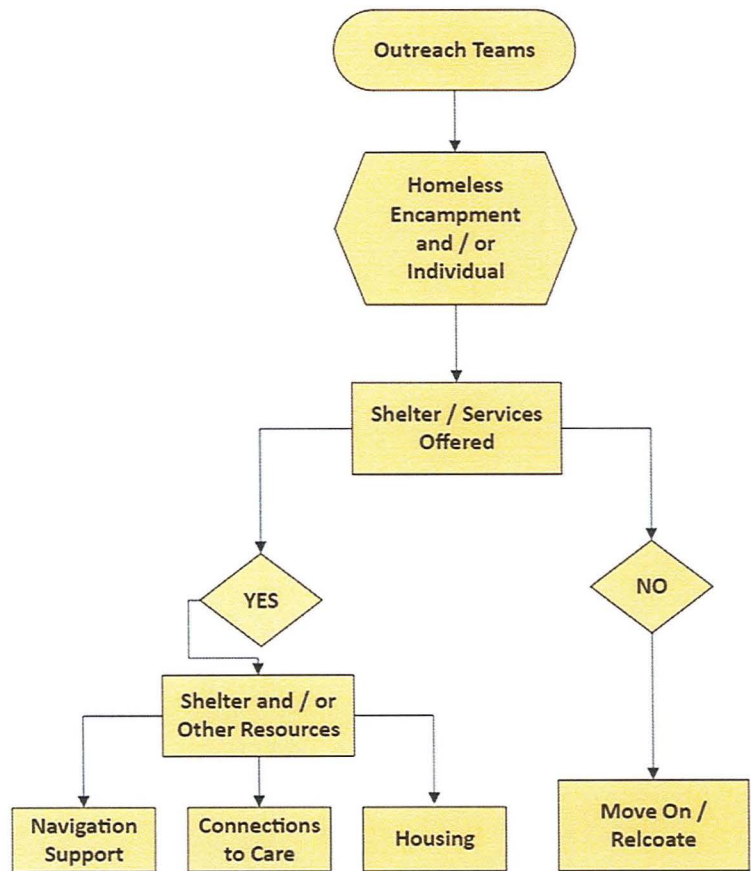 Outreach Teams
Homeless
Encampment
and / or
Individual
Shelter / Services
Offered
YES
NO
Shelter and / or
Other Resources
Navigation
Support
Connections
to Care
Housing
Move On /
Relcoate